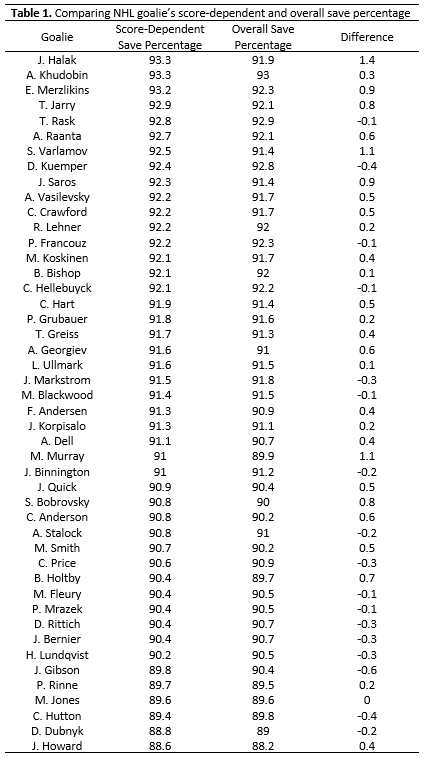 Table 1. Comparing NHL goalie's score-dependent and overall save percentage
Goalie Score-Dependent Save Percentage Overall Save Percentage Difference
J. Halak 93.3 91.9 1.4
A. Khudobin 93.3 93 0.3
E. Merzlikins 93.2 92.3 0.9
T. Jarry 92.9 92.1 0.8
T. Rask 92.8 92.9 -0.1
A. Raanta 92.7 92.1 0.6
S. Varlamov 92.5 91.4 1.1
D. Kuemper 92.4 92.8 -0.4
J. Saros 92.3 91.4 0.9
A. Vasilevsky 92.2 91.7 0.5
C. Crawford 92.2 91.7 0.5
R. Lehner 92.2 92 0.2
P. Francouz 92.2 92.3 -0.1
M. Koskinen 92.1 91.7 0.4
B. Bishop 92.1 92 0.1
C. Hellebuyck 92.1 92.2 -0.1
C. Hart 91.9 91.4 0.5
P. Grubauer 91.8 91.6 0.2
T. Greiss 91.7 91.3 0.4
A. Georgiev 91.6 91 0.6
L. Ullmark 91.6 91.5 0.1
J. Markstrom 91.5 91.8 -0.3
M. Blackwood 91.4 91.5 -0.1
F. Andersen 91.3 90.9 0.4
J. Korpisalo 91.3 91.1 0.2
A. Dell 91.1 90.7 0.4
M. Murray 91 89.9 1.1
J. Binnington 91 91.2 -0.2
J. Quick 90.9 90.4 0.5
S. Bobrovsky 90.8 90 0.8
C. Anderson 90.8 90.2 0.6
A. Stalock 90.8 91 -0.2
M. Smith 90.7 90.2 0.5
C. Price 90.6 90.9 -0.3
B. Holtby 90.4 89.7 0.7
M. Fleury 90.4 90.5 -0.1
P. Mrazek 90.4 90.5 -0.1
D. Rittich 90.4 90.7 -0.3
J. Bernier 90.4 90.7 -0.3
H. Lundqvist 90.2 90.5 -0.3
J. Gibson 89.8 90.4 -0.6
P. Rinne 89.7 89.5 0.2
M. Jones 89.6 89.6 0
C. Hutton 89.4 89.8 -0.4
D. Dubnyk 88.8 89 -0.2
J. Howard 88.6 88.2 0.4